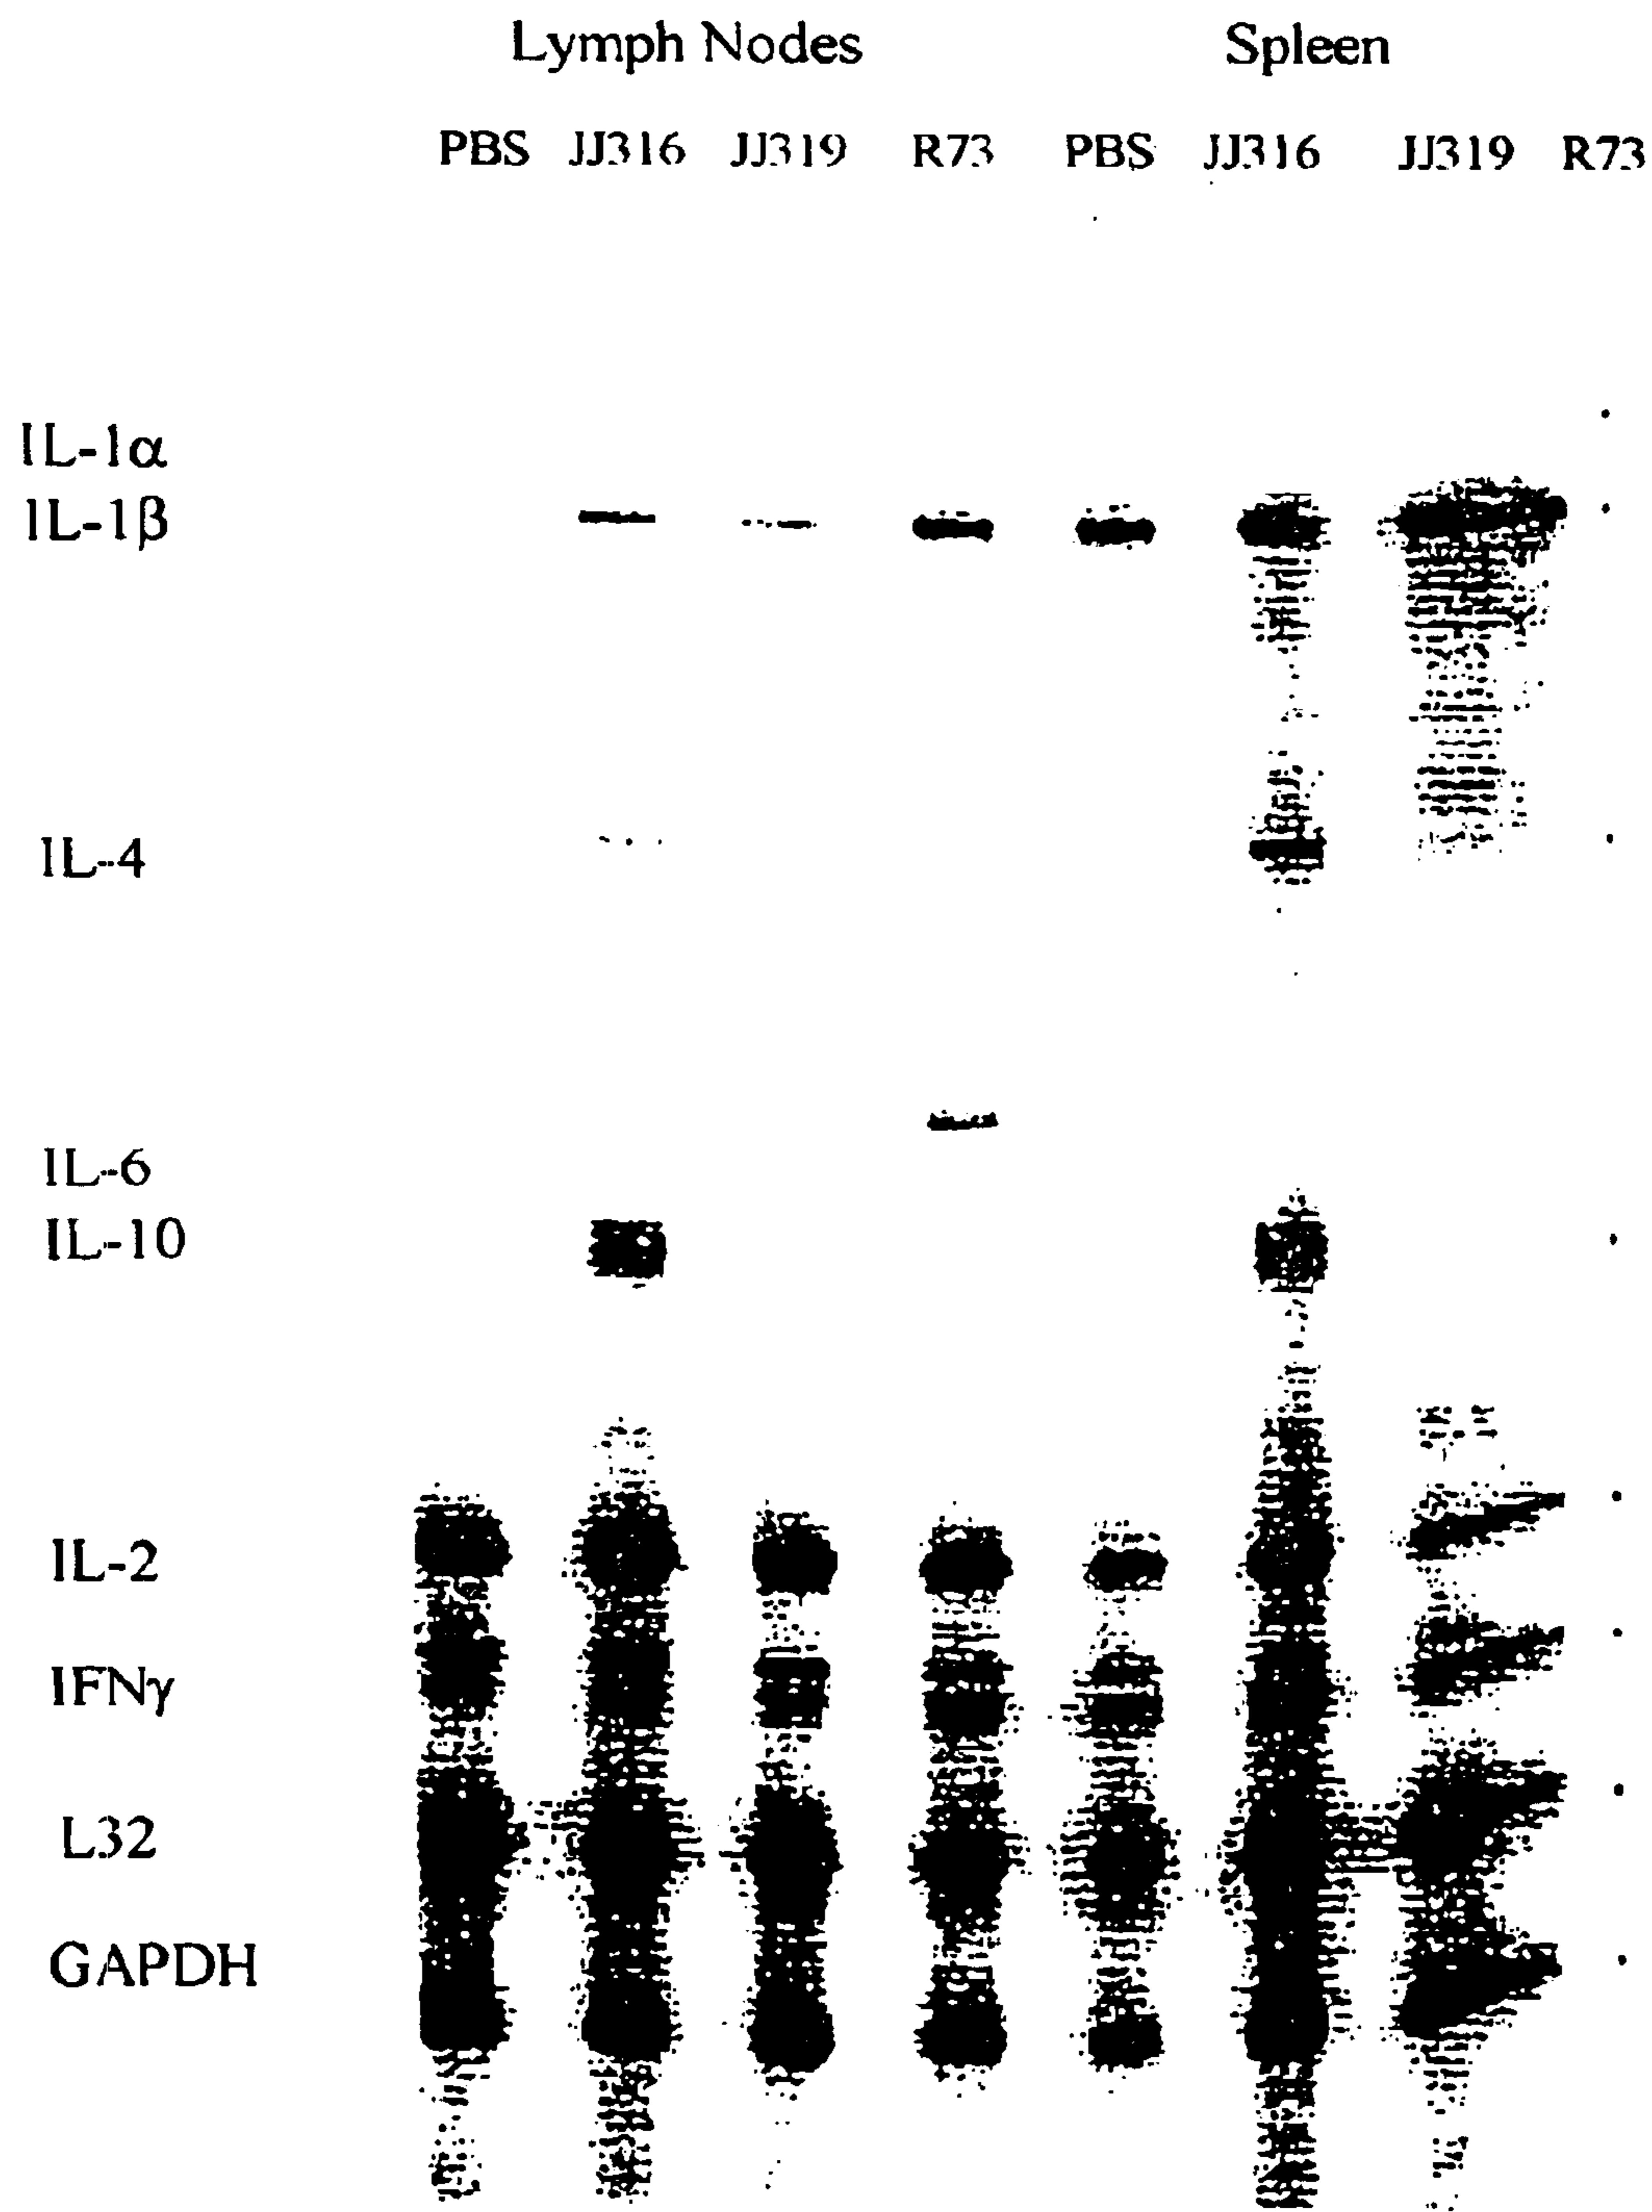 Lymph Nodes Spleen
PBS JJ316 JJ319 R73 PBS JJ316 JJ319 R73
IL-1α
IL-1β
IL-4
IL-6
IL-10
IL-2
IFNγ
L32
GAPDH